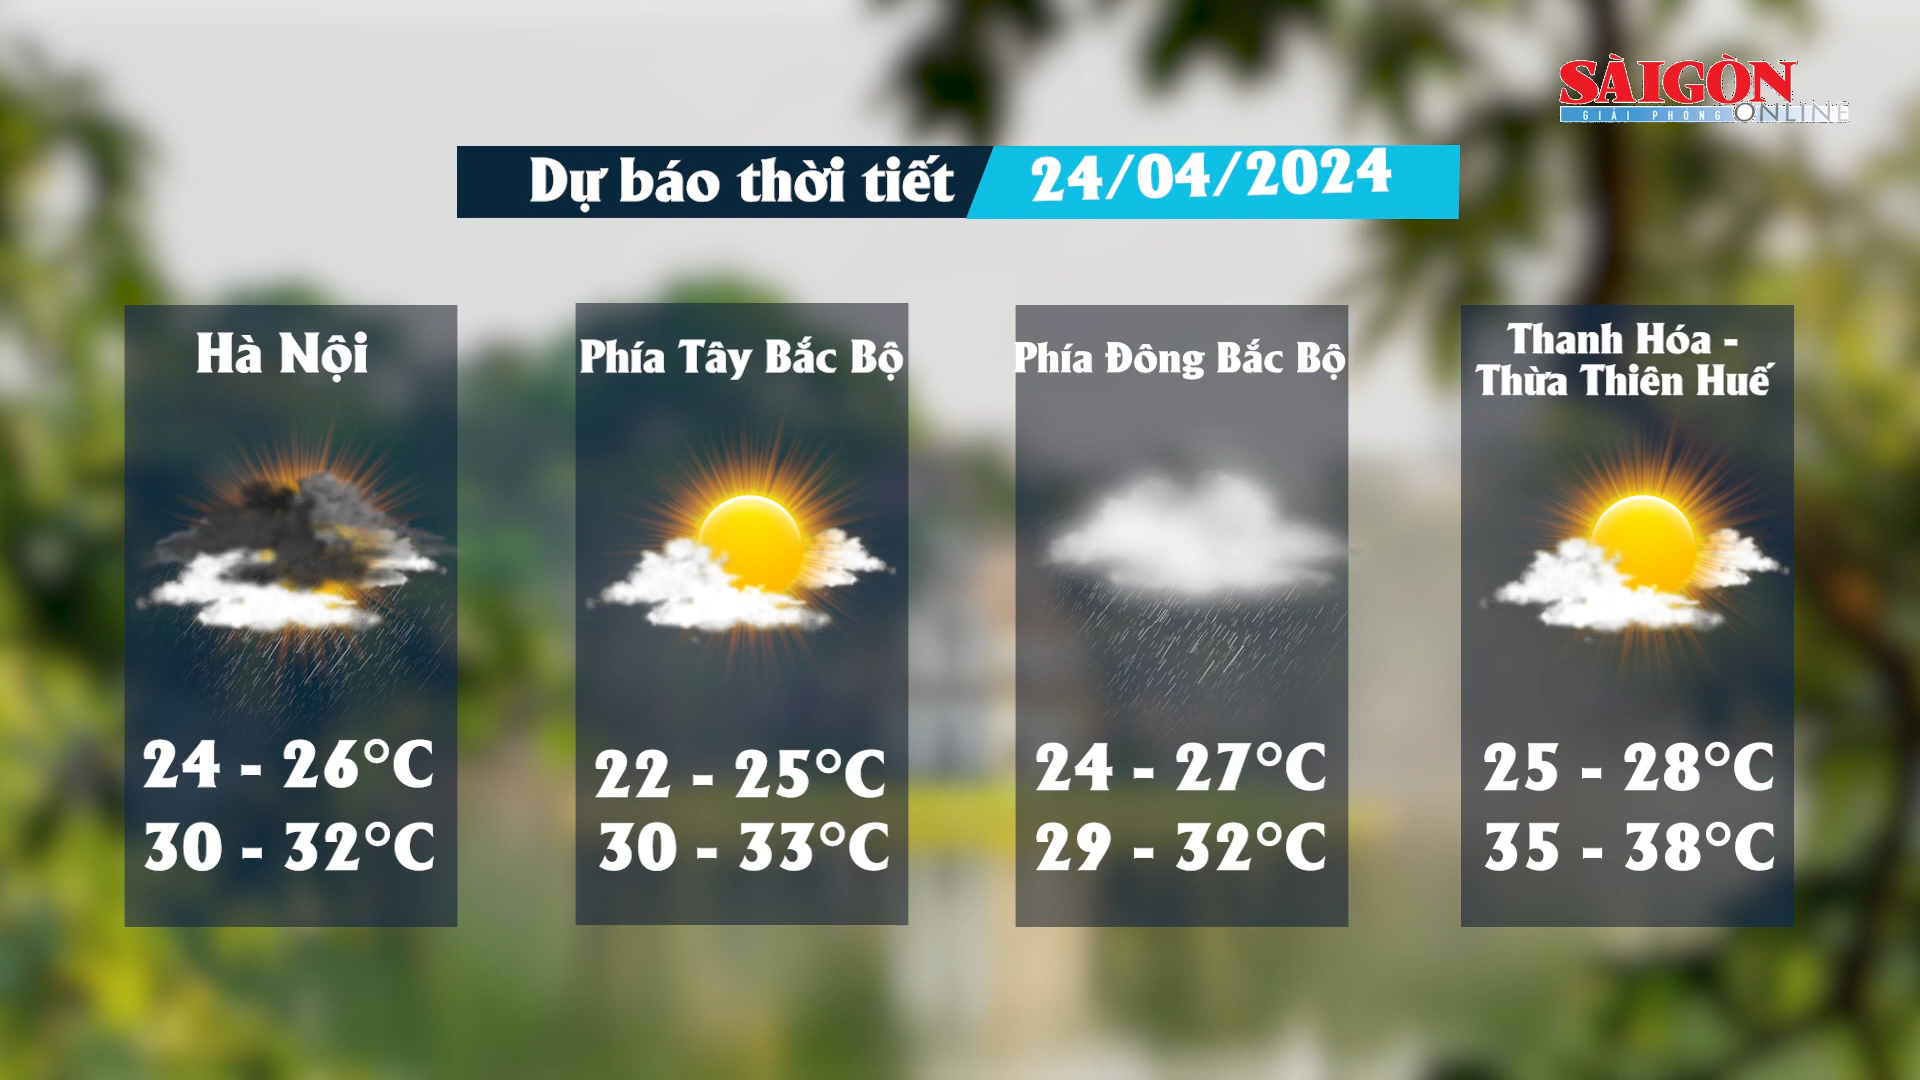 SÀIGÒN
GIẢI PHÓNG ONLINE
Dự báo thời tiết 24/04/2024
Hà Nội
24 - 26°C
30 - 32°C
Phía Tây Bắc Bộ
22 - 25°C
30 - 33°C
Phía Đông Bắc Bộ
24 - 27°C
29 - 32°C
Thanh Hóa -
Thừa Thiên Huế
25 - 28°C
35 - 38°C